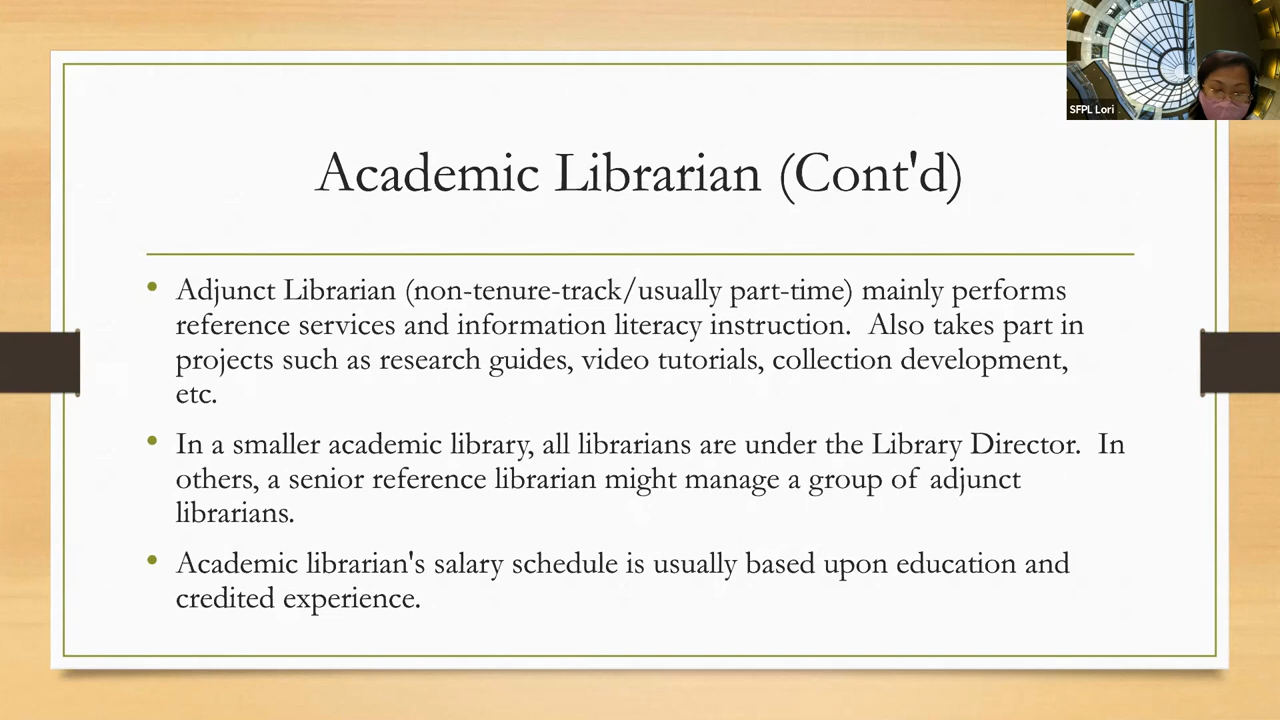 SFPL Lori
Academic Librarian (Cont'd)
• Adjunct Librarian (non-tenure-track/usually part-time) mainly performs
reference services and information literacy instruction.  Also takes part in
projects such as research guides, video tutorials, collection development,
etc.
• In a smaller academic library, all librarians are under the Library Director.  In
others, a senior reference librarian might manage a group of adjunct
librarians.
• Academic librarian's salary schedule is usually based upon education and
credited experience.